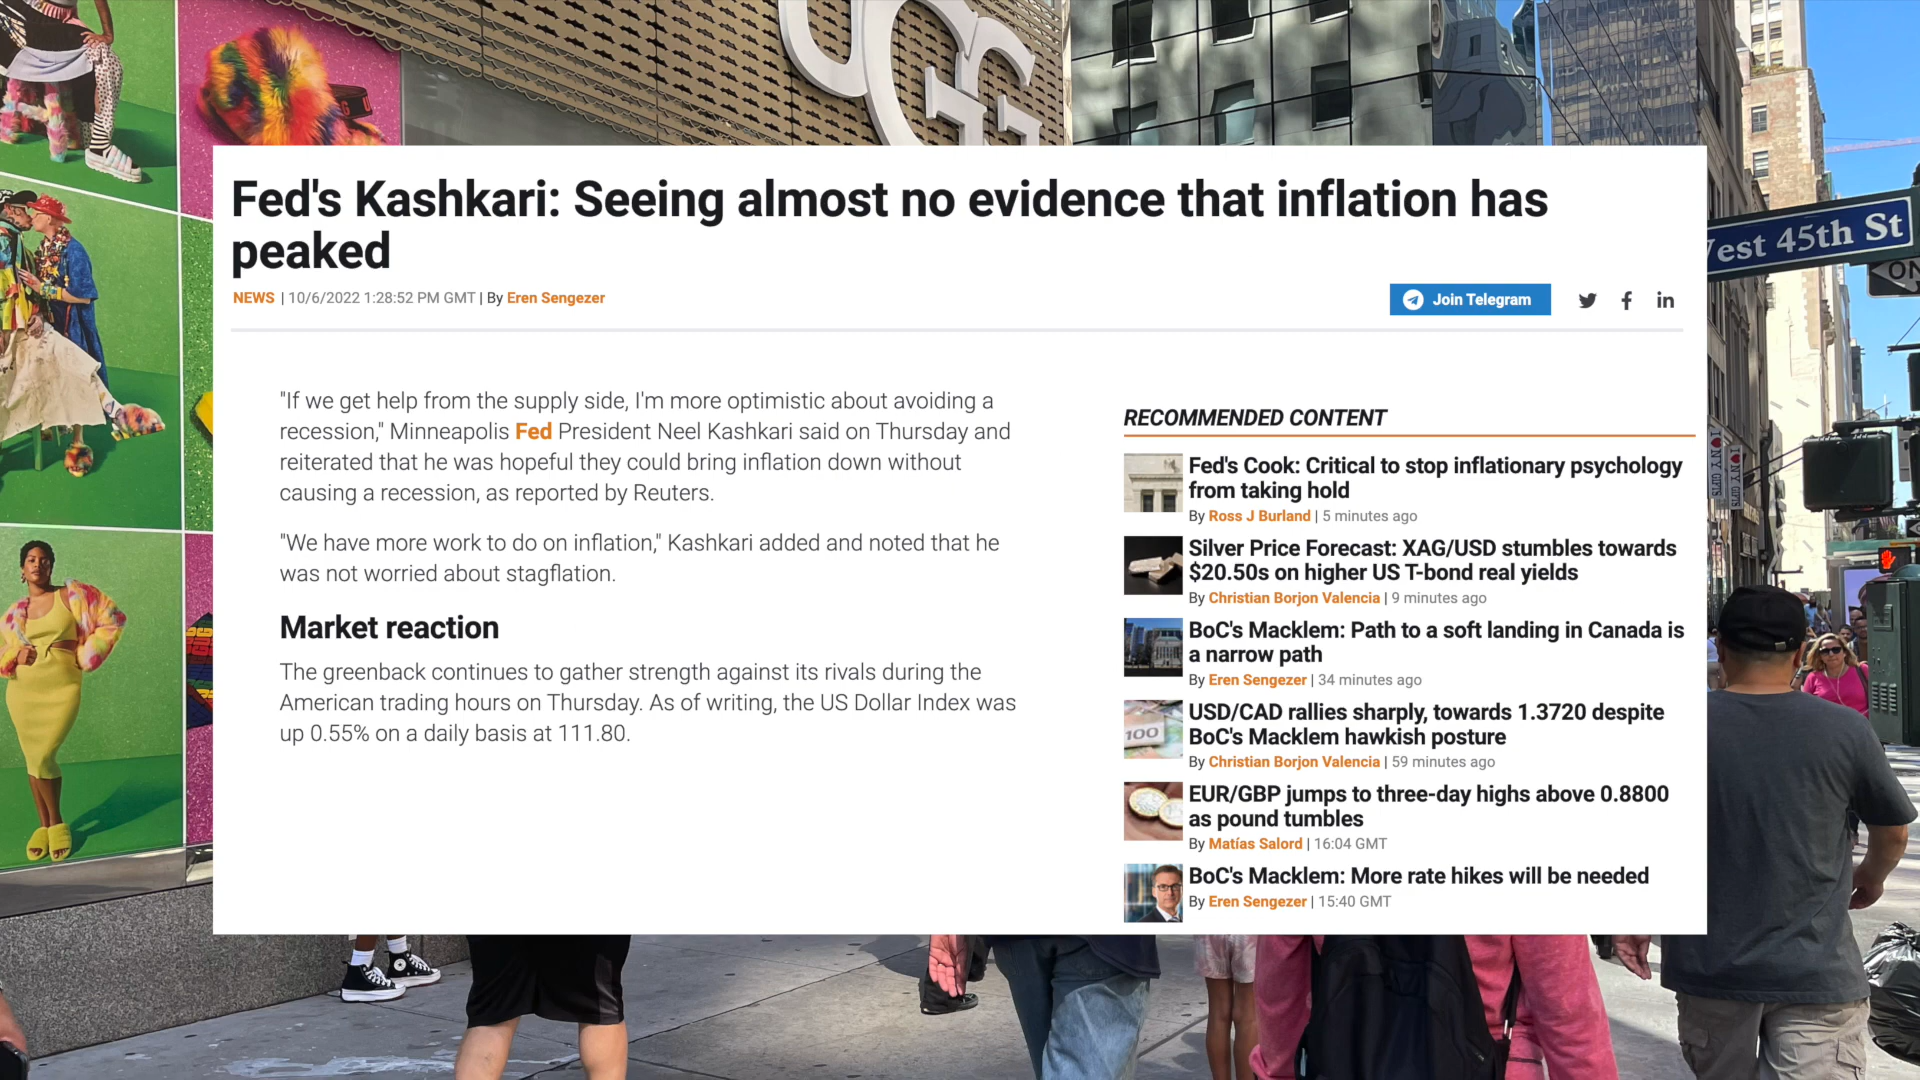 UGG
Fed's Kashkari: Seeing almost no evidence that inflation has
peaked
NEWS | 10/6/2022 1:28:52 PM GMT | By Eren Sengezer
Join Telegram
"If we get help from the supply side, I'm more optimistic about avoiding a
recession," Minneapolis Fed President Neel Kashkari said on Thursday and
reiterated that he was hopeful they could bring inflation down without
causing a recession, as reported by Reuters.
"We have more work to do on inflation," Kashkari added and noted that he
was not worried about stagflation.
Market reaction
The greenback continues to gather strength against its rivals during the
American trading hours on Thursday. As of writing, the US Dollar Index was
up 0.55% on a daily basis at 111.80.
RECOMMENDED CONTENT
Fed's Cook: Critical to stop inflationary psychology
from taking hold
By Ross J Burland | 5 minutes ago
Silver Price Forecast: XAG/USD stumbles towards
$20.50s on higher US T-bond real yields
By Christian Borjon Valencia | 9 minutes ago
BoC's Macklem: Path to a soft landing in Canada is
a narrow path
By Eren Sengezer | 34 minutes ago
100
USD/CAD rallies sharply, towards 1.3720 despite
BoC's Macklem hawkish posture
By Christian Borjon Valencia | 59 minutes ago
EUR/GBP jumps to three-day highs above 0.8800
as pound tumbles
By Matías Salord | 16:04 GMT
BoC's Macklem: More rate hikes will be needed
By Eren Sengezer | 15:40 GMT
West 45th St
ON
I NY GIFTS
I NY GIFTS